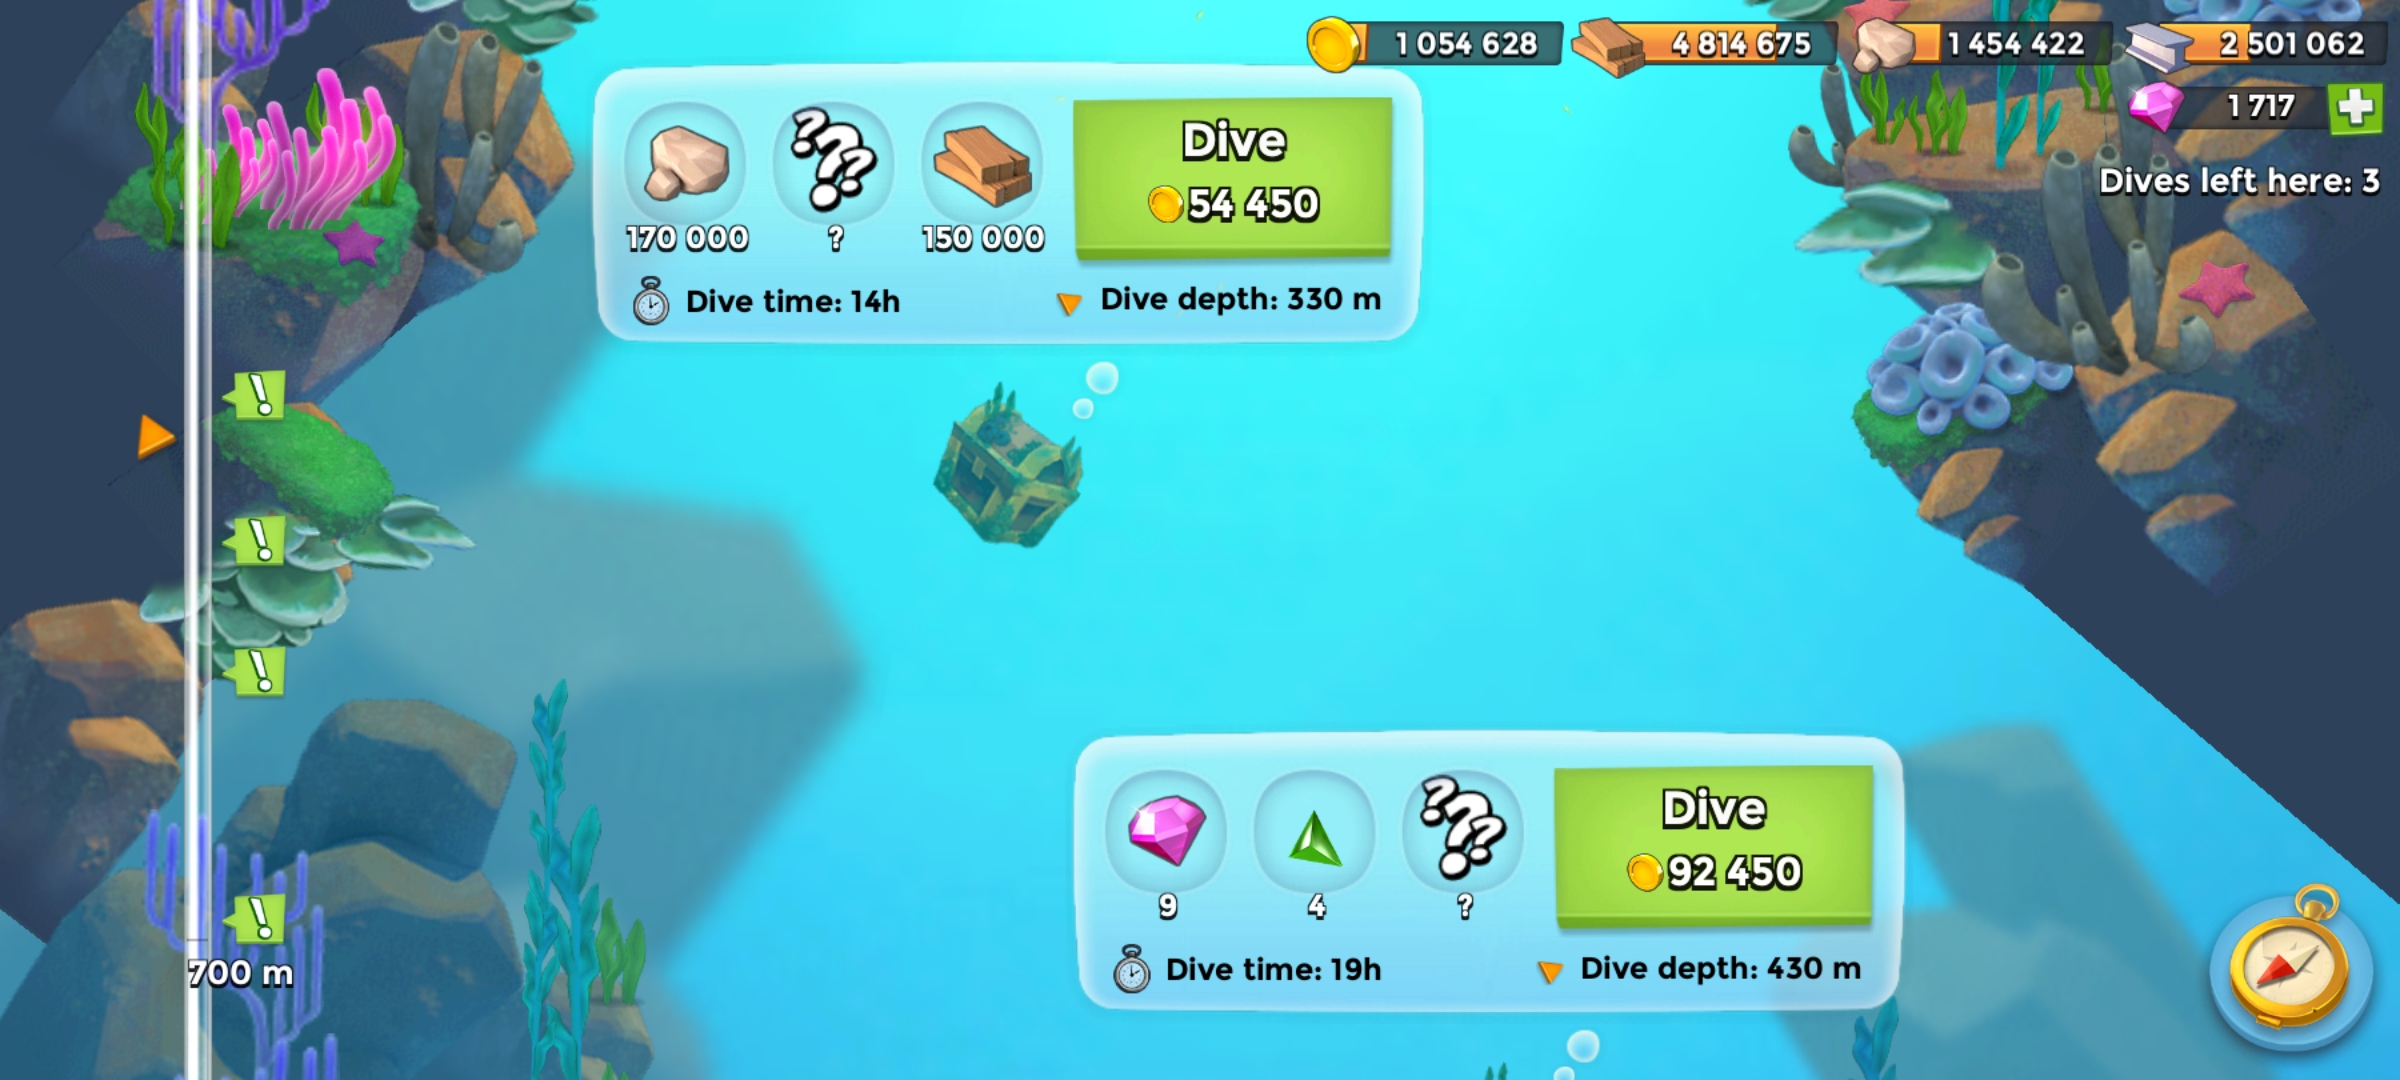 1 054 628
4 814 675
1 454 422
2 501 062
1 717
Dives left here: 3
Dive
54 450
170 000
?
150 000
Dive time: 14h
Dive depth: 330 m
Dive
92 450
9
4
?
Dive time: 19h
Dive depth: 430 m
700 m